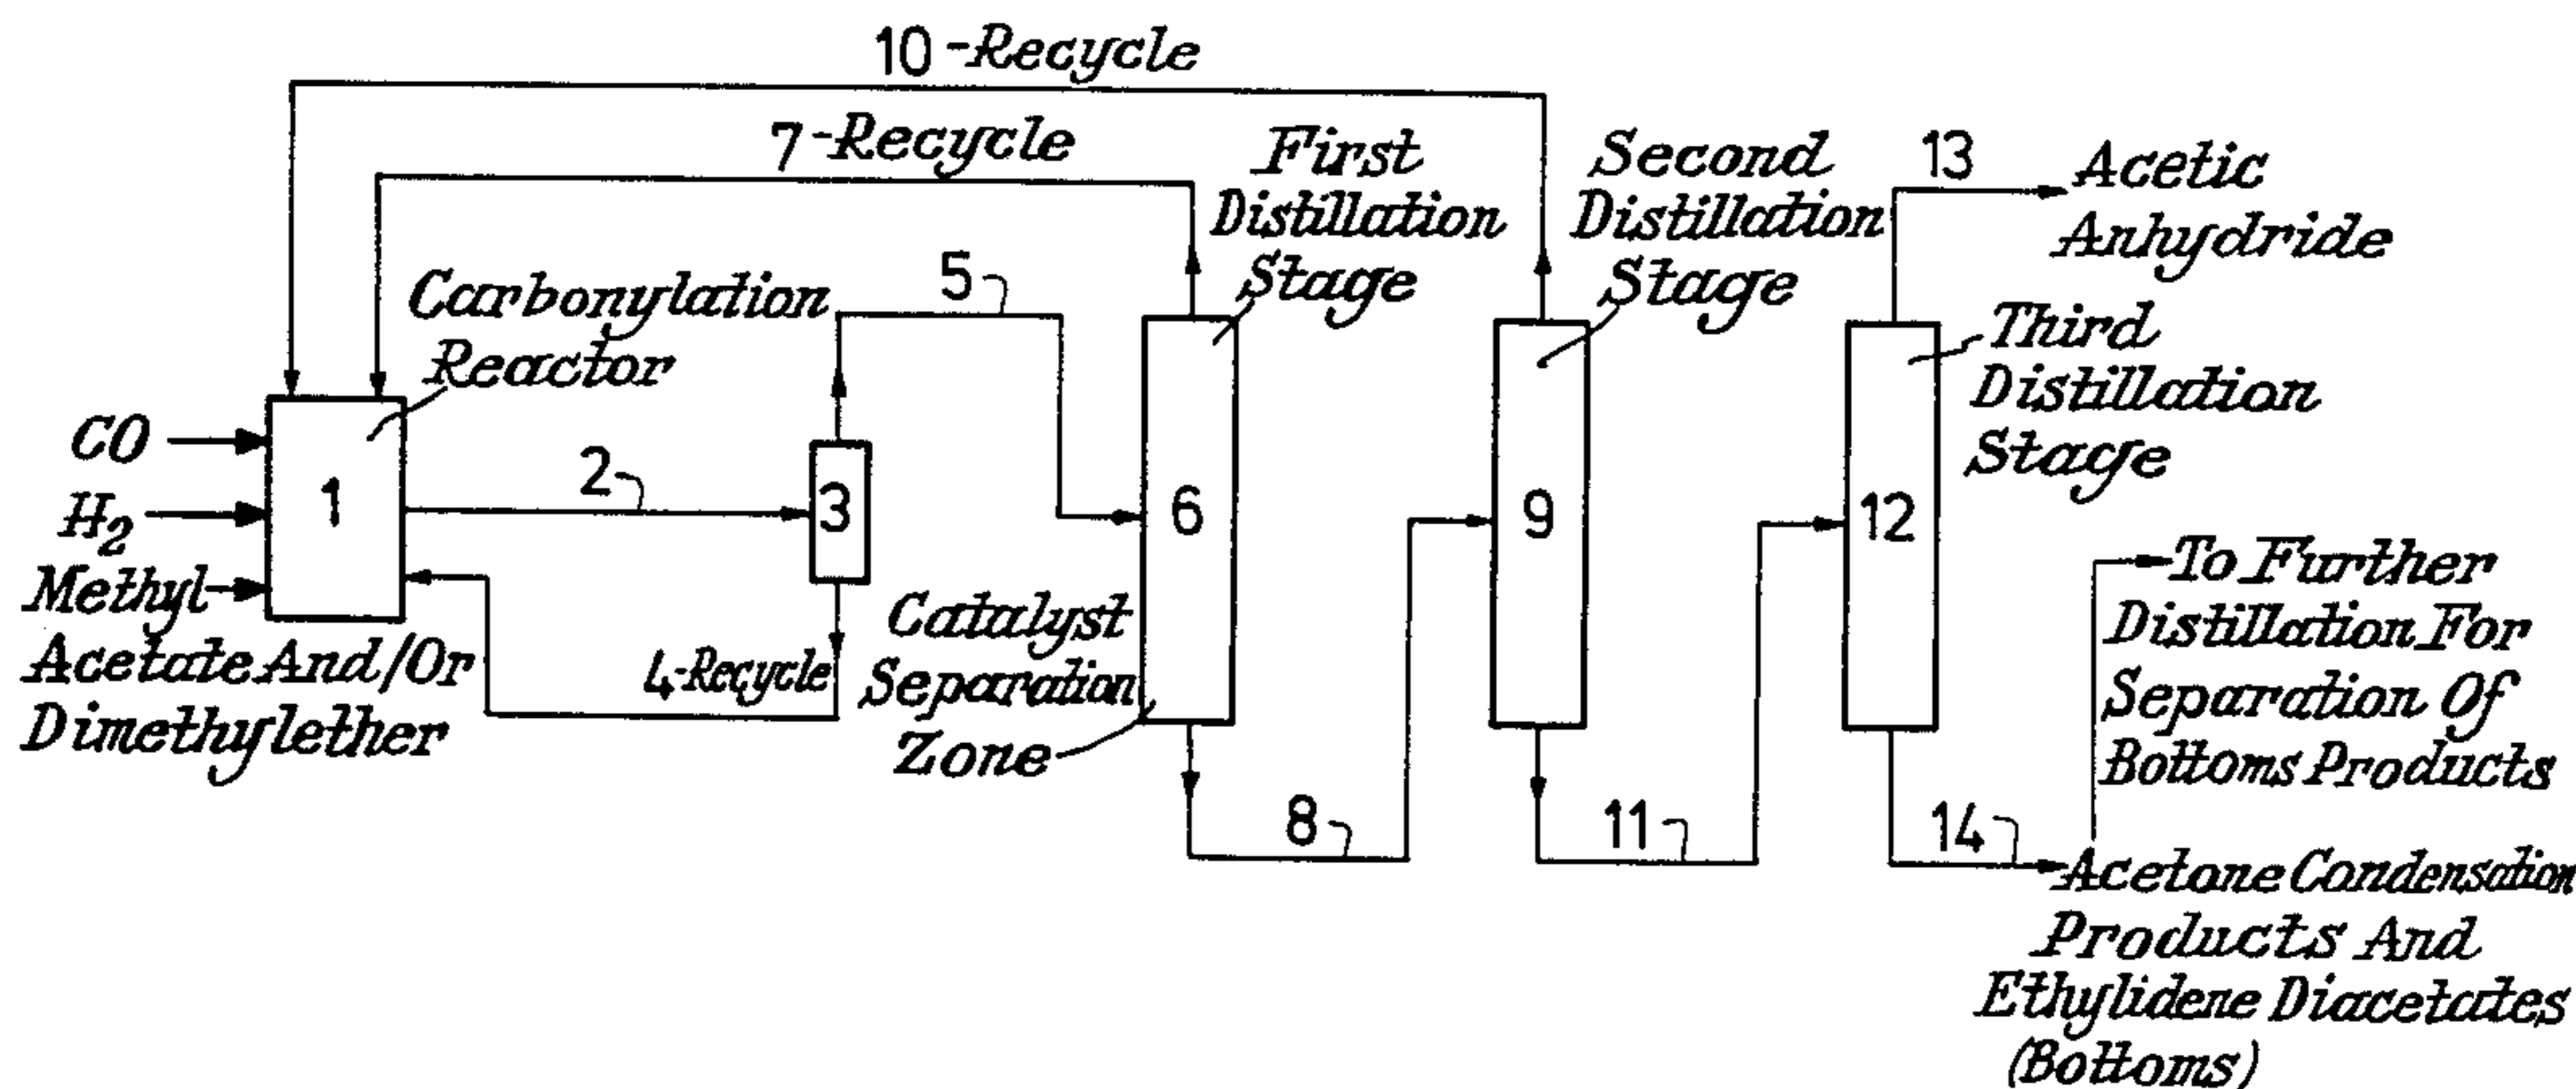 10-Recycle
7-Recycle
First
Distillation
Stage
Second
Distillation
Stage
13
Acetic
Anhydride
5
Carbonylation
Reactor
Third
Distillation
Stage
CO
H2
Methyl
Acetate And/Or
Dimethylether
1
2
3
4-Recycle
6
Catalyst
Separation
Zone
8
9
11
12
14
To Further
Distillation For
Separation Of
Bottoms Products
Acetone Condensation
Products And
Ethylidene Diacetates
(Bottoms)